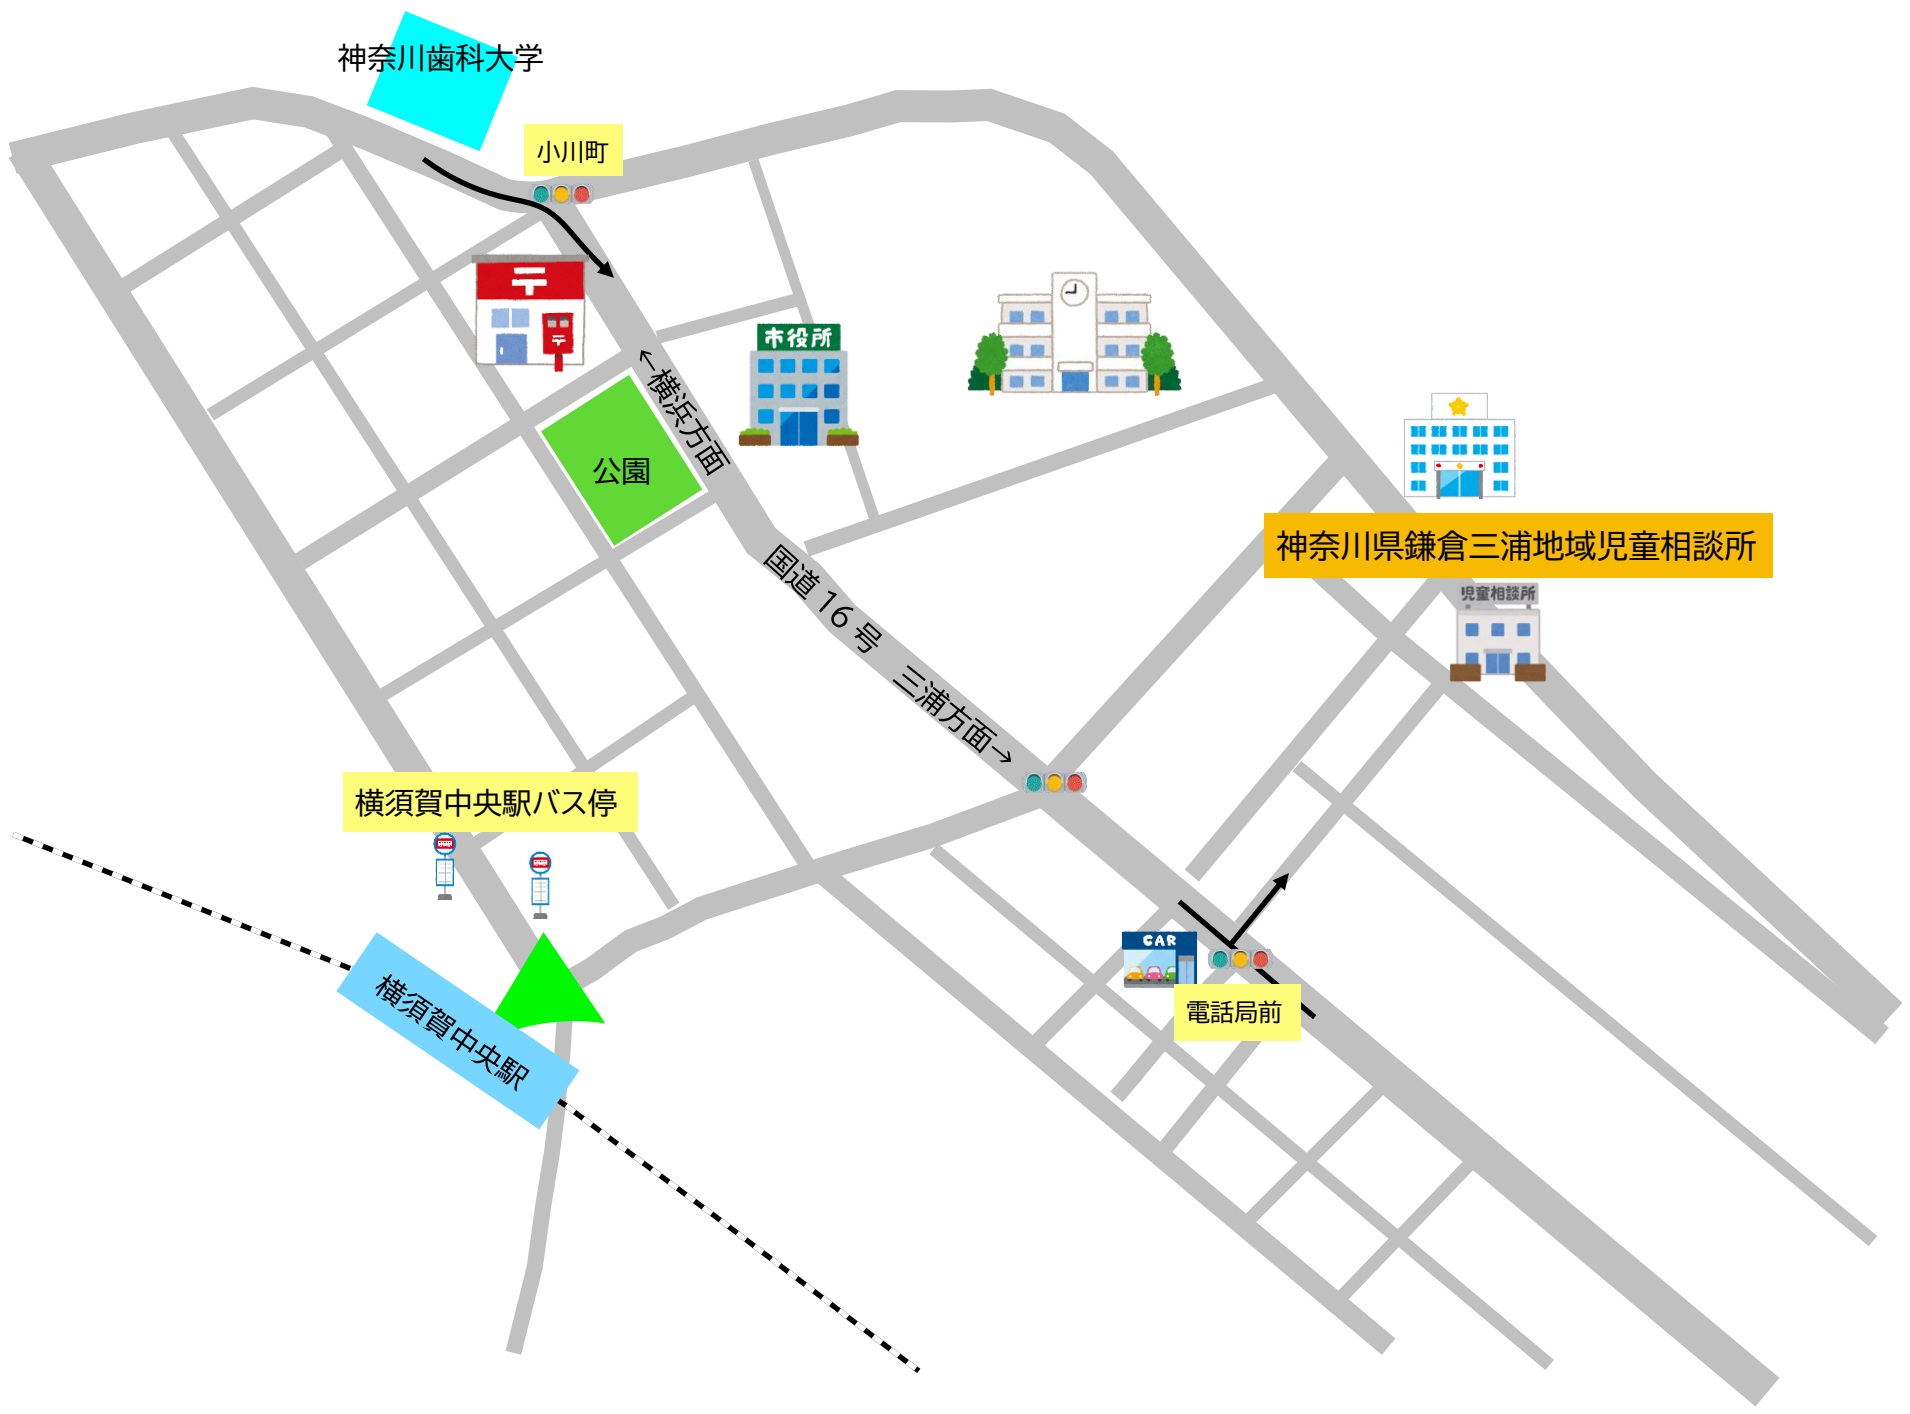 神奈川歯科大学
小川町
〒
〒
市役所
←横浜方面
公園
国道 16 号　三浦方面→
神奈川県鎌倉三浦地域児童相談所
児童相談所
横須賀中央駅バス停
CAR
電話局前
横須賀中央駅